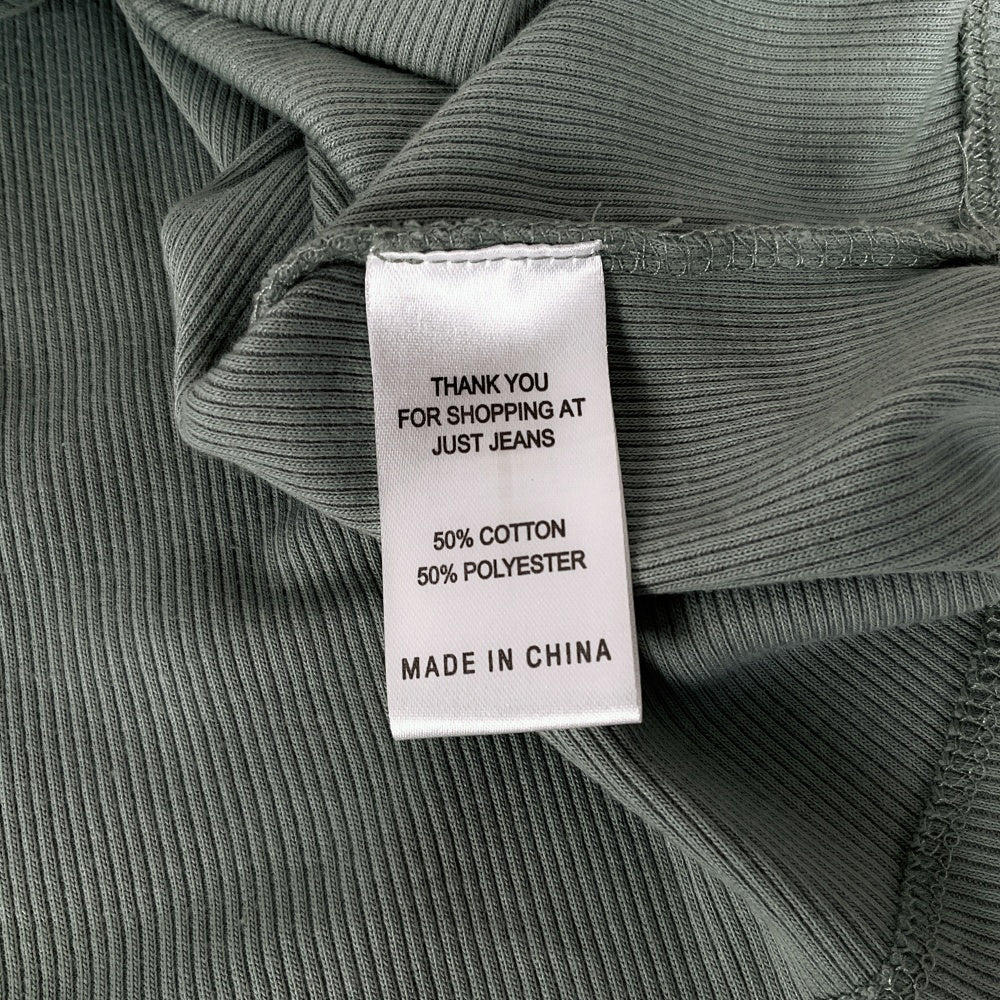 THANK YOU
FOR SHOPPING AT
JUST JEANS
50% COTTON
50% POLYESTER
MADE IN CHINA